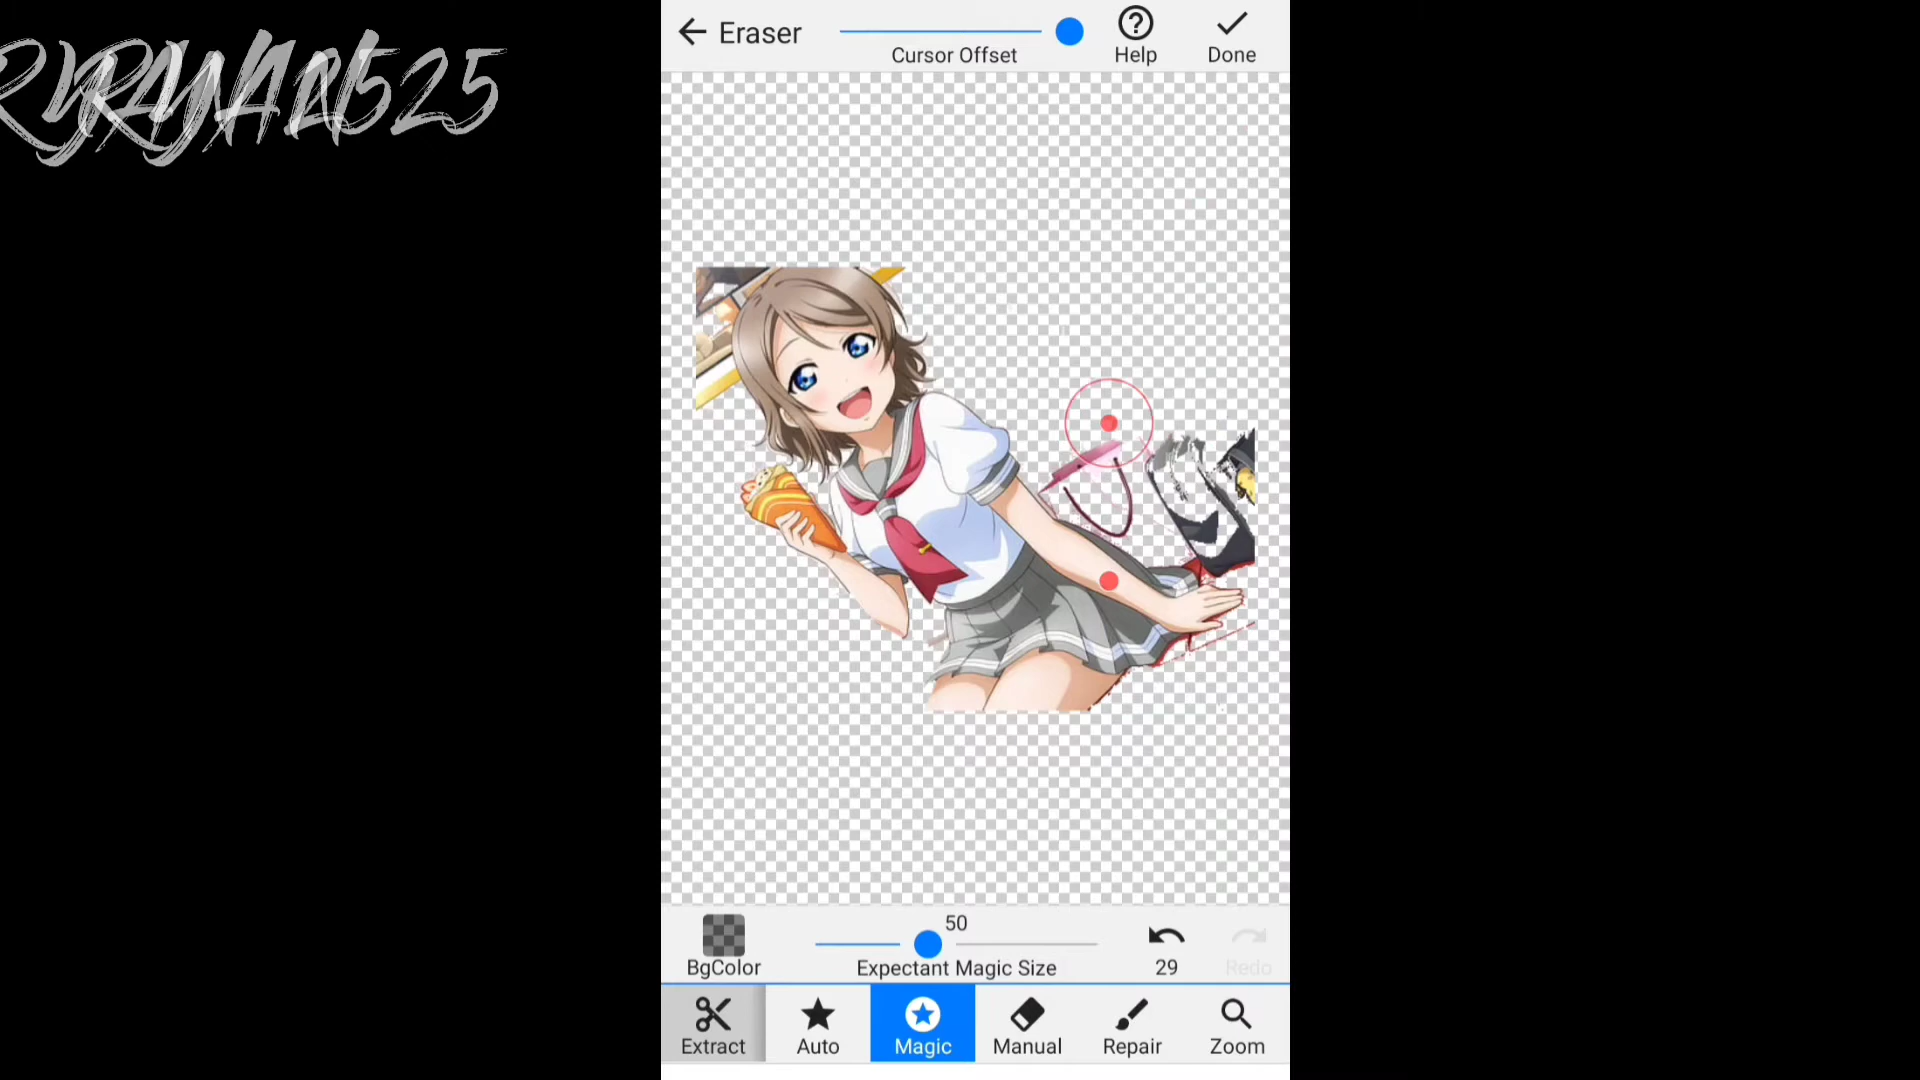 Eraser
Cursor Offset
Help
Done
50
BgColor
Expectant Magic Size
29
Redo
Extract
Auto
Magic
Manual
Repair
Zoom